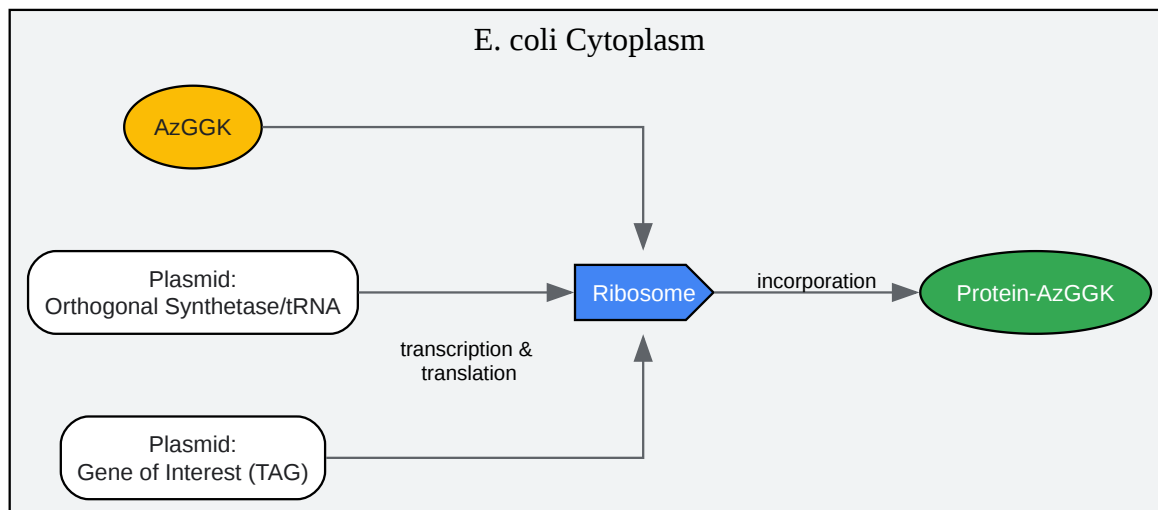 E. coli Cytoplasm
AzGGK
Plasmid:
Orthogonal Synthetase/tRNA
Ribosome
incorporation
Protein-AzGGK
transcription &
translation
Plasmid:
Gene of Interest (TAG)